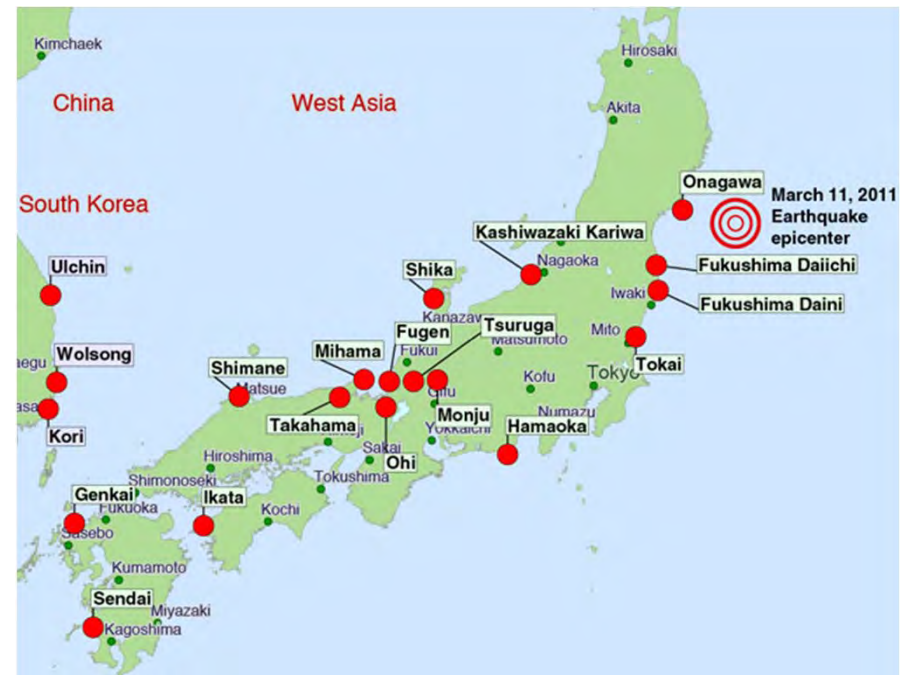 Kimchaek
Hirosaki
China
West Asia
Akita
Onagawa
March 11, 2011
Earthquake
epicenter
South Korea
Kashiwazaki Kariwa
Nagaoka
Fukushima Daiichi
Ulchin
Shika
Iwaki
Fukushima Daini
Kanazaw
Fugen
Tsuruga
Mito
Matsumoto
Mihama
Fukui
Wolsong
aegu
Shimane
Matsue
Tokai
Tokyo
Kofu
Gifu
Takahama
Monju
Numazu
asa
Hamaoka
Kori
Yokkaichi
Sakai
Ohi
Hiroshima
Tokushima
Shimonoseki
Genkai
Ikata
Fukuoka
Kochi
Sasebo
Kumamoto
Sendai
Miyazaki
Kagoshima